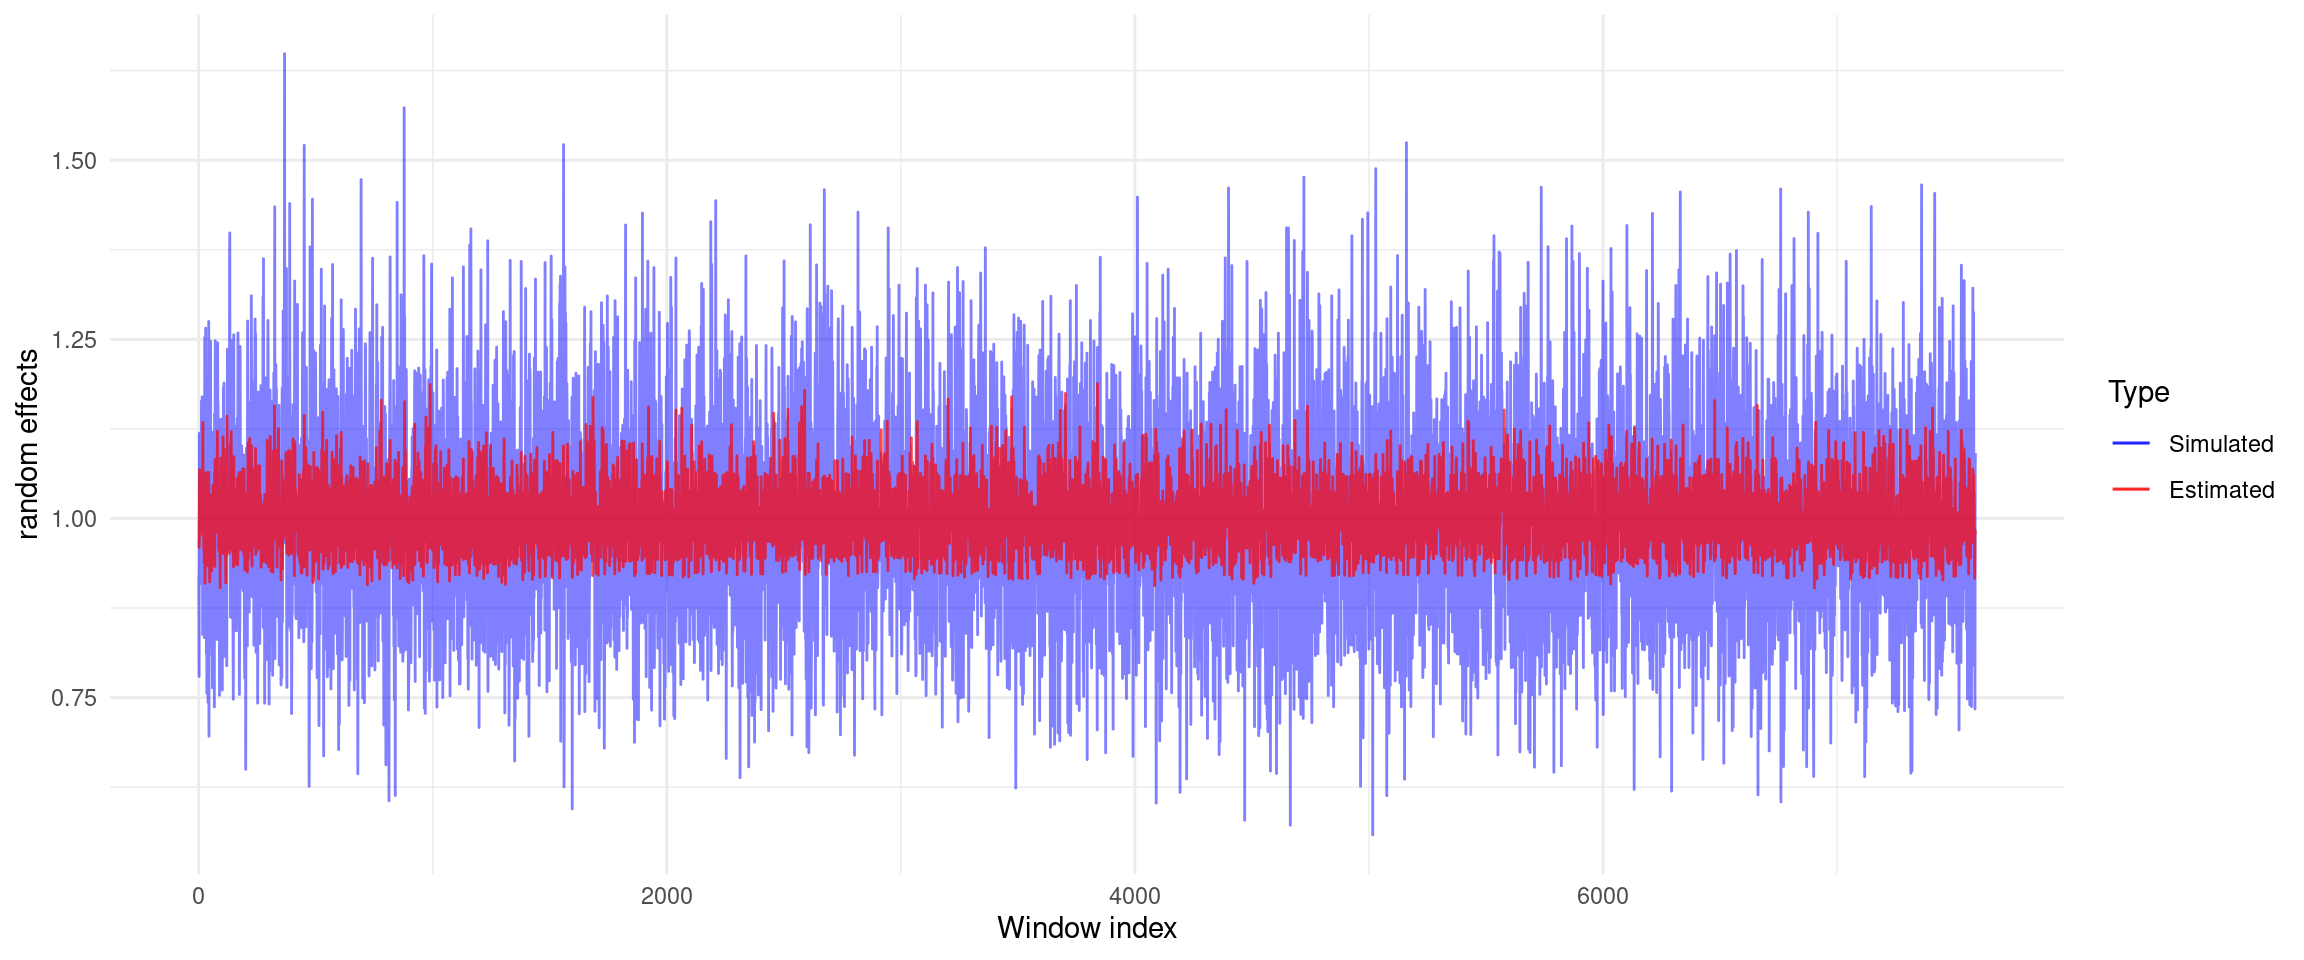 1.50
1.25
1.00
0.75
random effects
0
2000
4000
6000
Window index
Type
Simulated
Estimated